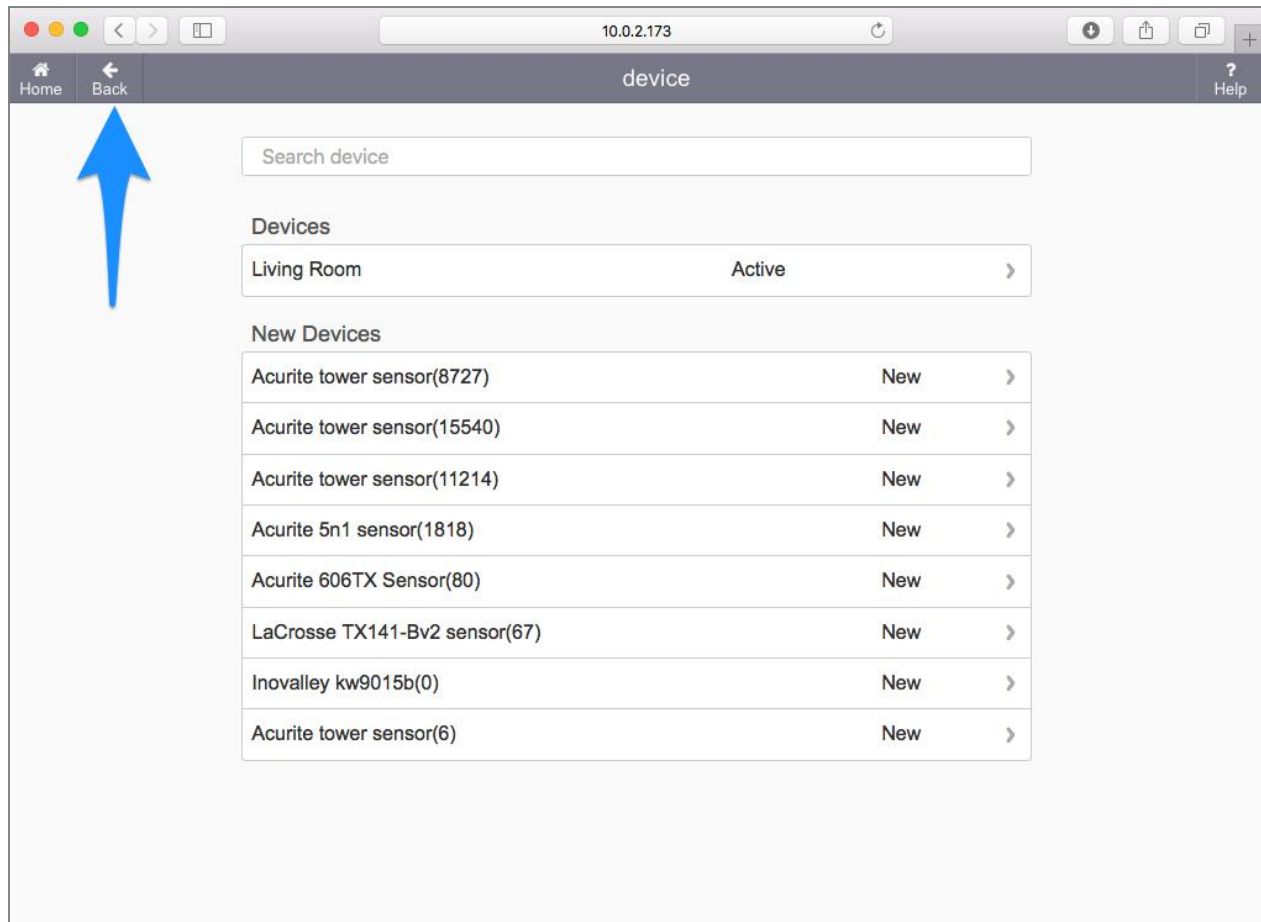 10.0.2.173
Home Back device ? Help
Search device
Devices
Living Room Active
New Devices
Acurite tower sensor(8727) New
Acurite tower sensor(15540) New
Acurite tower sensor(11214) New
Acurite 5n1 sensor(1818) New
Acurite 606TX Sensor(80) New
LaCrosse TX141-Bv2 sensor(67) New
Inovalley kw9015b(0) New
Acurite tower sensor(6) New